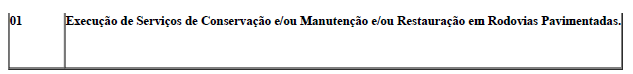 01 Execução de Serviços de Conservação e/ou Manutenção e/ou Restauração em Rodovias Pavimentadas.